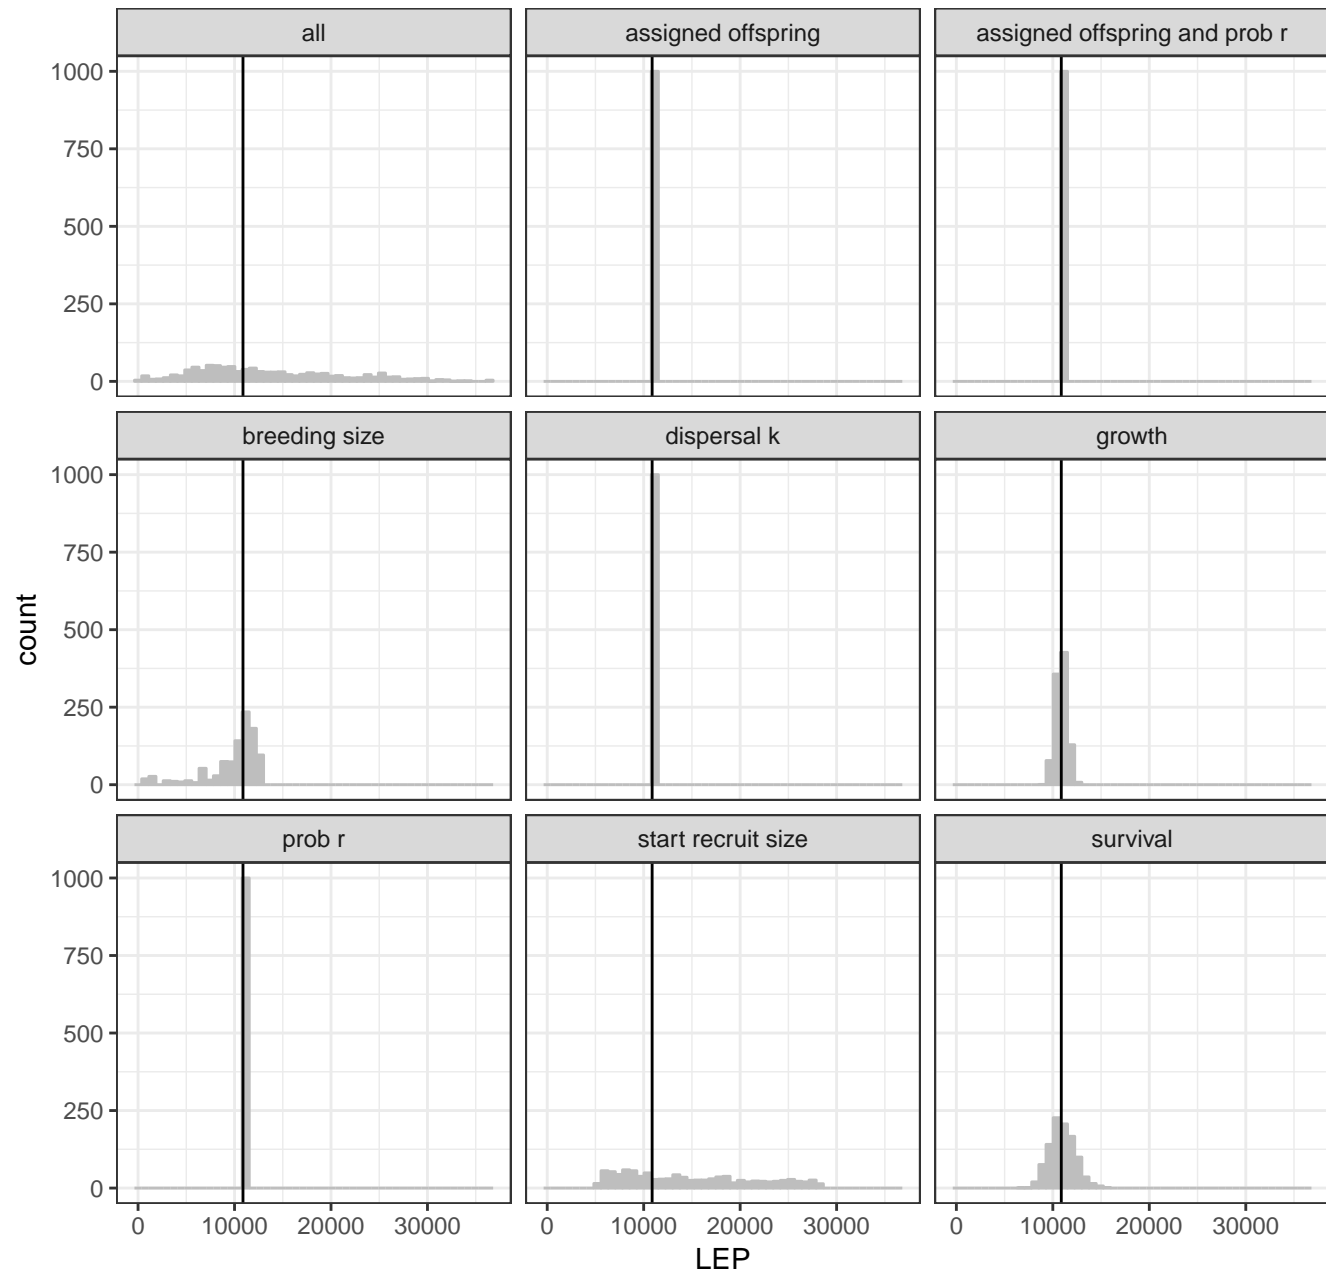 all
assigned offspring
assigned offspring and prob r
1000
750
500
250
0
breeding size
dispersal k
growth
1000
750
500
250
0
count
prob r
start recruit size
survival
1000
750
500
250
0
0 10000 20000 30000
0 10000 20000 30000
0 10000 20000 30000
LEP